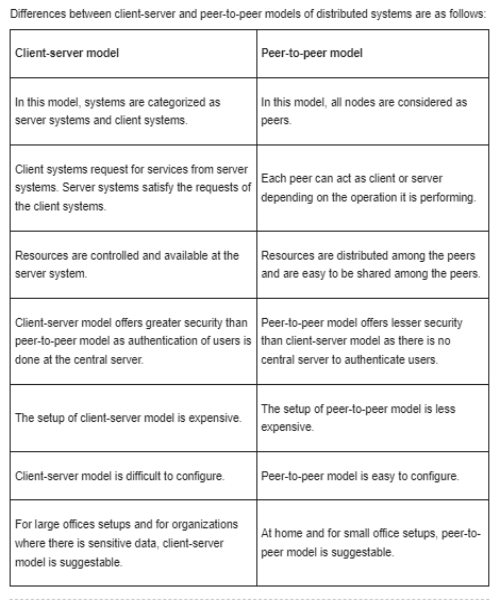 Differences between client-server and peer-to-peer models of distributed systems are as follows:
Client-server model
Peer-to-peer model
In this model, systems are categorized as
server systems and client systems.
In this model, all nodes are considered as
peers.
Client systems request for services from server
systems. Server systems satisfy the requests of
the client systems.
Each peer can act as client or server
depending on the operation it is performing.
Resources are controlled and available at the
server system.
Resources are distributed among the peers
and are easy to be shared among the peers.
Client-server model offers greater security than
peer-to-peer model as authentication of users is
done at the central server.
Peer-to-peer model offers lesser security
than client-server model as there is no
central server to authenticate users.
The setup of client-server model is expensive.
The setup of peer-to-peer model is less
expensive.
Client-server model is difficult to configure.
Peer-to-peer model is easy to configure.
For large offices setups and for organizations
where there is sensitive data, client-server
model is suggestable.
At home and for small office setups, peer-to-
peer model is suggestable.